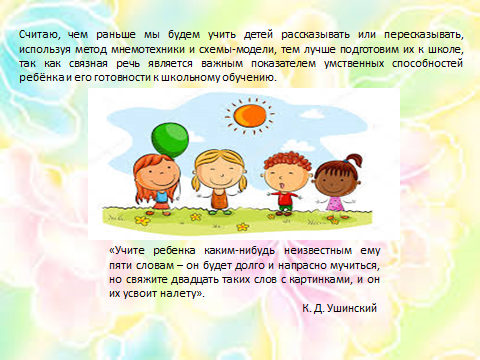 Считаю, чем раньше мы будем учить детей рассказывать или пересказывать,
используя метод мнемотехники и схемы-модели, тем лучше подготовим их к школе,
так как связная речь является важным показателем умственных способностей
ребёнка и его готовности к школьному обучению.
«Учите ребенка каким-нибудь неизвестным ему
пяти словам – он будет долго и напрасно мучиться,
но свяжите двадцать таких слов с картинками, и он
их усвоит налету».
К. Д. Ушинский